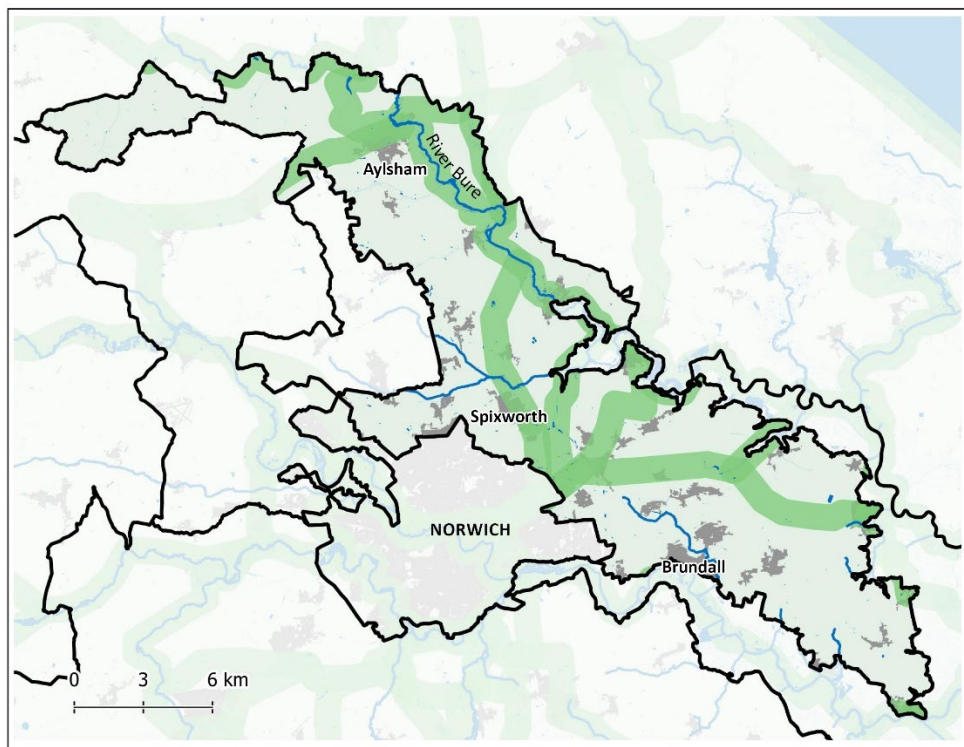 Aylsham
River Bure
Spixworth
NORWICH
Brundall
0 3 6 km